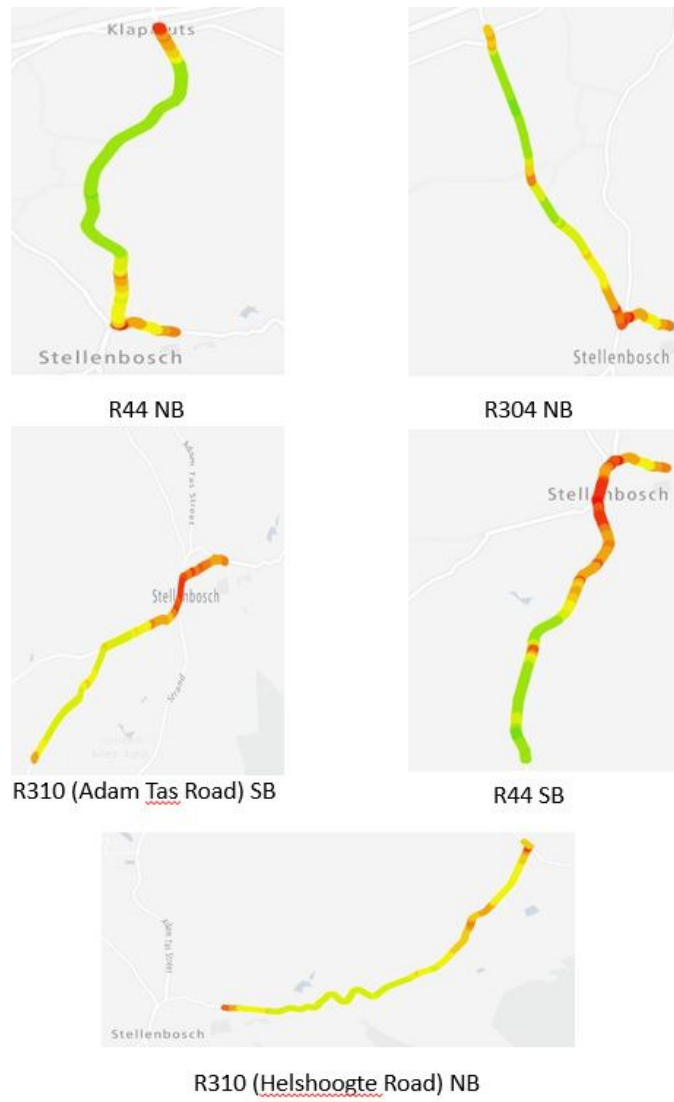 Klapmuts
Stellenbosch
R44 NB
Stellenbosch
R304 NB
Adam Tas Street
Stellenbosch
Strand
R310 (Adam Tas Road) SB
Stellenbosch
R44 SB
Adam Tas Street
Stellenbosch
R310 (Helshoogte Road) NB